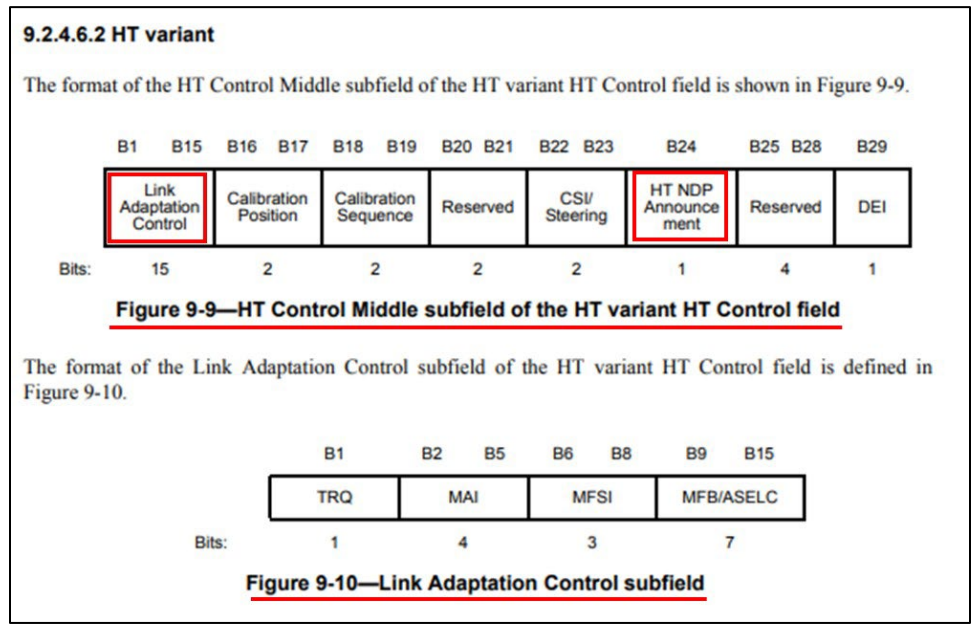 9.2.4.6.2 HT variant
The format of the HT Control Middle subfield of the HT variant HT Control field is shown in Figure 9-9.
B1 B15 B16 B17 B18 B19 B20 B21 B22 B23 B24 B25 B28 B29
Link Adaptation Control Calibration Position Calibration Sequence Reserved CSI/ Steering HT NDP Announce ment Reserved DEI
Bits: 15 2 2 2 2 1 4 1
Figure 9-9—HT Control Middle subfield of the HT variant HT Control field
The format of the Link Adaptation Control subfield of the HT variant HT Control field is defined in
Figure 9-10.
B1 B2 B5 B6 B8 B9 B15
TRQ MAI MFSI MFB/ASELC
Bits: 1 4 3 7
Figure 9-10—Link Adaptation Control subfield